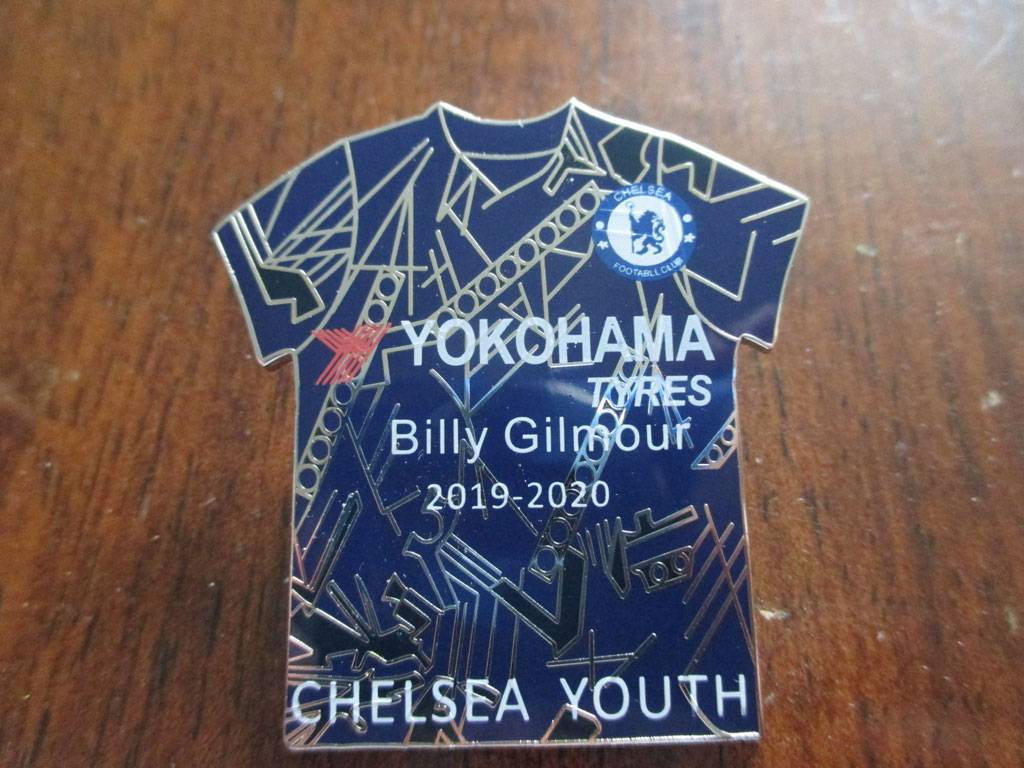 CHELSEA
FOOTABLL CLUB
YOKOHAMA
TYRES
Billy Gilmour
2019-2020
CHELSEA YOUTH